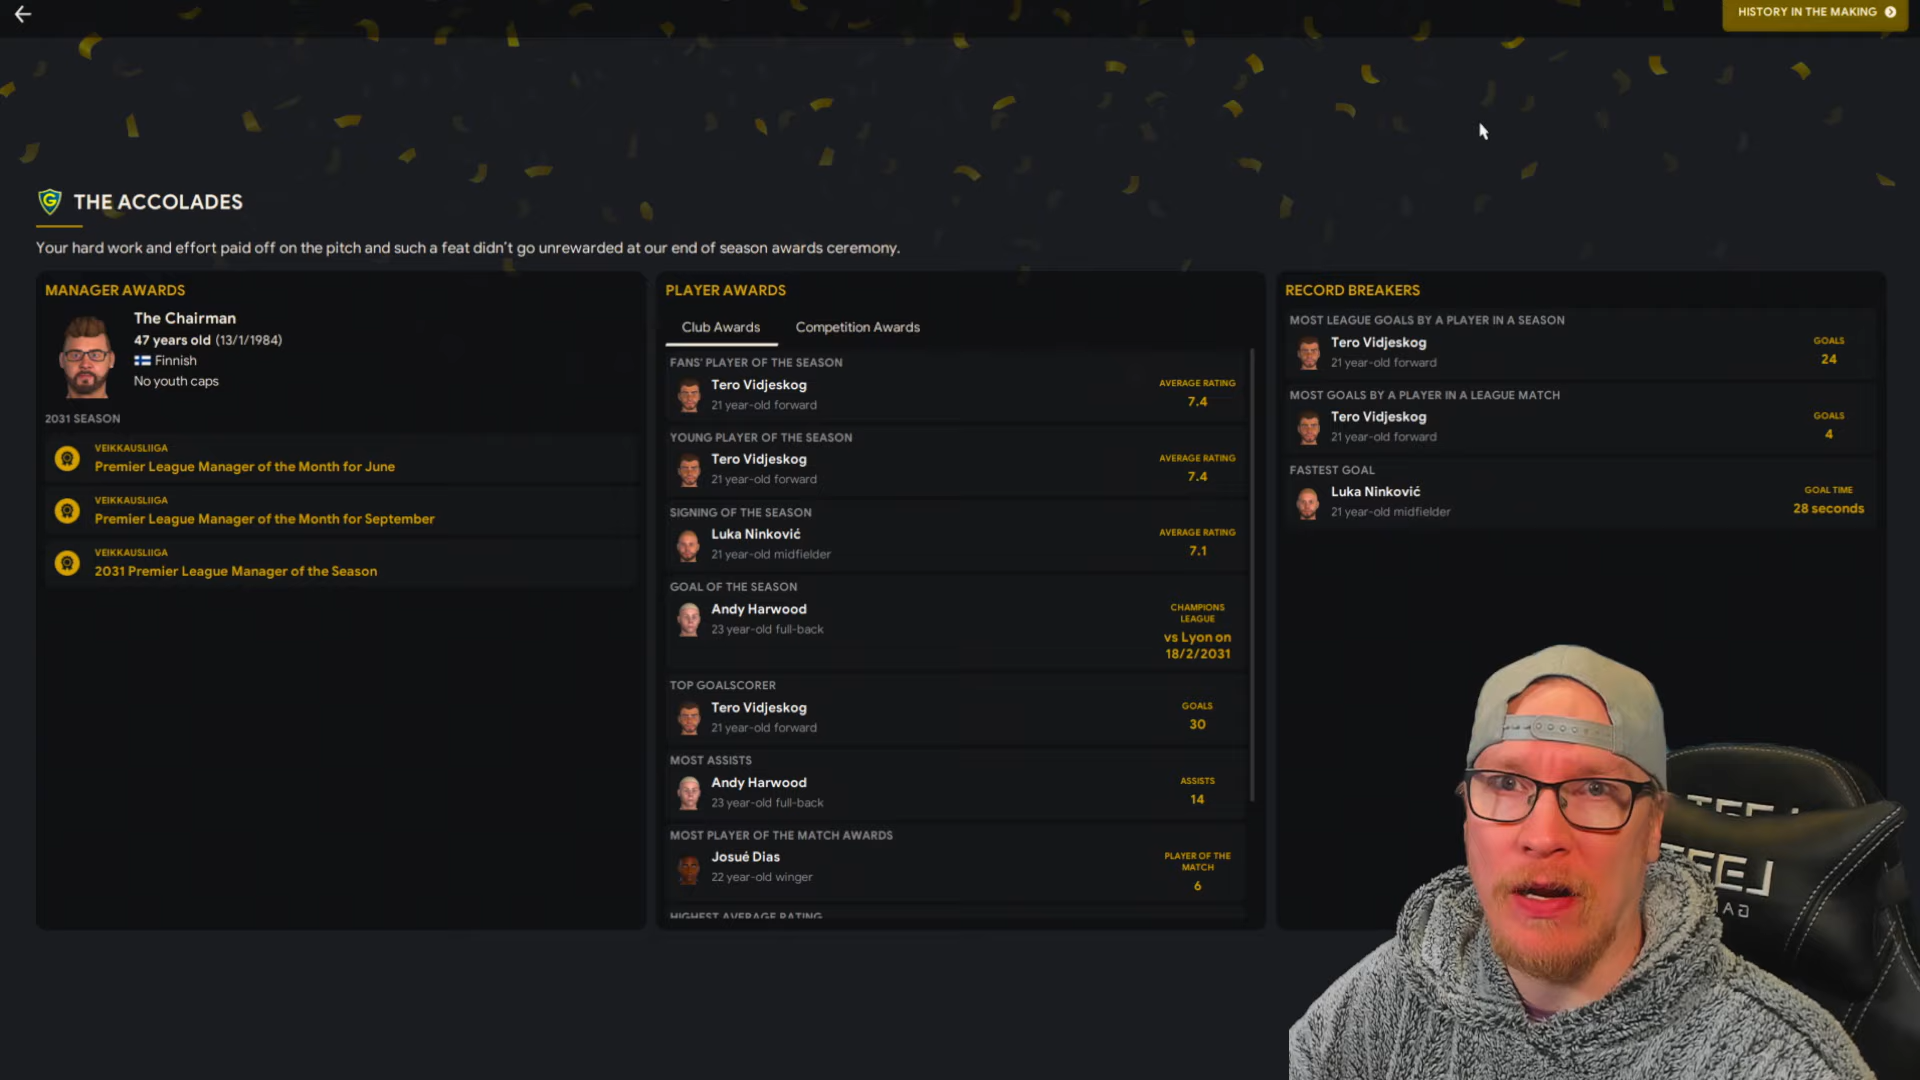 HISTORY IN THE MAKING
G
THE ACCOLADES
Your hard work and effort paid off on the pitch and such a feat didn't go unrewarded at our end of season awards ceremony.
MANAGER AWARDS
The Chairman
47 years old (13/1/1984)
Finnish
No youth caps
2031 SEASON
VEIKKAUSLIIGA
Premier League Manager of the Month for June
VEIKKAUSLIIGA
Premier League Manager of the Month for September
VEIKKAUSLIIGA
2031 Premier League Manager of the Season
PLAYER AWARDS
Club Awards Competition Awards
FANS' PLAYER OF THE SEASON
Tero Vidjeskog
21 year-old forward
AVERAGE RATING
7.4
YOUNG PLAYER OF THE SEASON
Tero Vidjeskog
21 year-old forward
AVERAGE RATING
7.4
SIGNING OF THE SEASON
Luka Ninković
21 year-old midfielder
AVERAGE RATING
7.1
GOAL OF THE SEASON
Andy Harwood
23 year-old full-back
CHAMPIONS
LEAGUE
vs Lyon on
18/2/2031
TOP GOALSCORER
Tero Vidjeskog
21 year-old forward
GOALS
30
MOST ASSISTS
Andy Harwood
23 year-old full-back
ASSISTS
14
MOST PLAYER OF THE MATCH AWARDS
Josué Dias
22 year-old winger
PLAYER OF THE
MATCH
6
HIGHEST AVERAGE RATING
RECORD BREAKERS
MOST LEAGUE GOALS BY A PLAYER IN A SEASON
Tero Vidjeskog
21 year-old forward
GOALS
24
MOST GOALS BY A PLAYER IN A LEAGUE MATCH
Tero Vidjeskog
21 year-old forward
GOALS
4
FASTEST GOAL
Luka Ninković
21 year-old midfielder
GOAL TIME
28 seconds